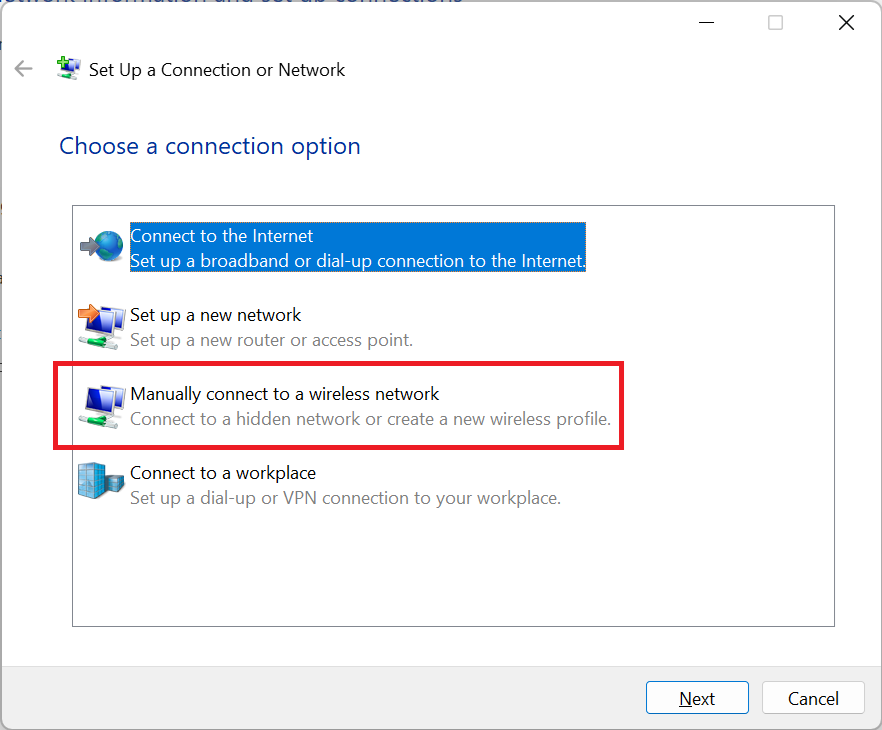 Set Up a Connection or Network
Choose a connection option
Connect to the Internet
Set up a broadband or dial-up connection to the Internet.
Set up a new network
Set up a new router or access point.
Manually connect to a wireless network
Connect to a hidden network or create a new wireless profile.
Connect to a workplace
Set up a dial-up or VPN connection to your workplace.
Next
Cancel